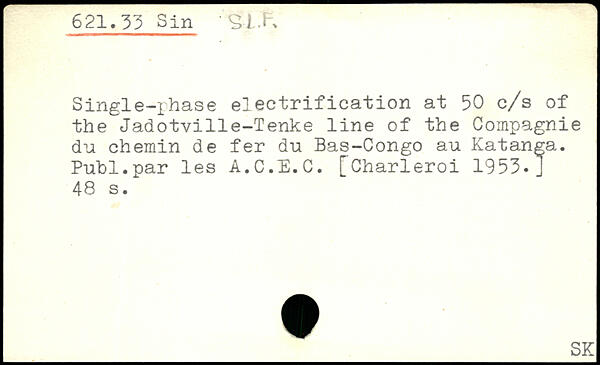 621.33 Sin S.L.F.
Single-phase electrification at 50 c/s of
the Jadotville-Tenke line of the Compagnie
du chemin de fer du Bas-Congo au Katanga.
Publ.par les A.C.E.C. [Charleroi 1953.]
48 s.
SK